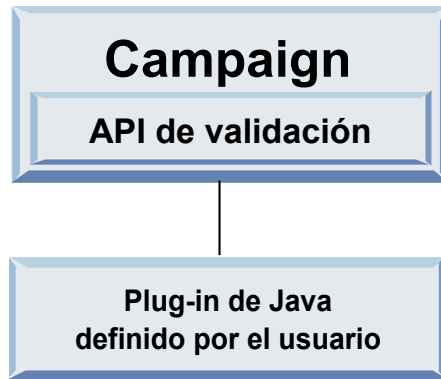 Campaign
API de validación
Plug-in de Java
definido por el usuario